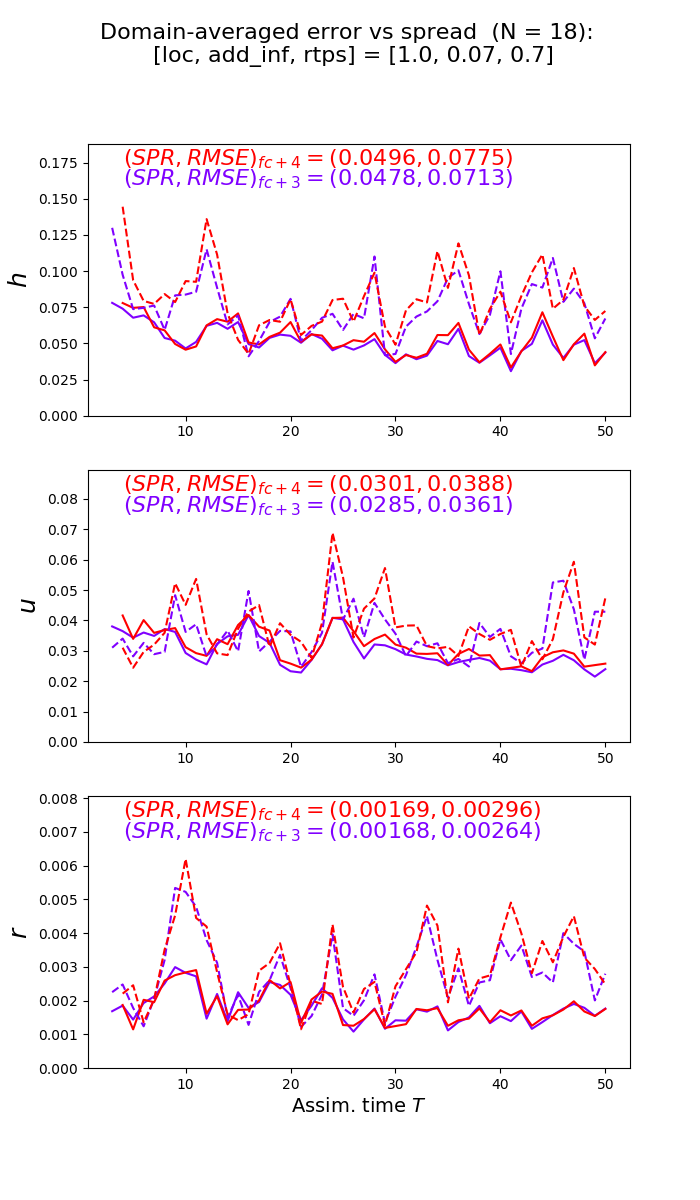 Domain-averaged error vs spread (N = 18):
[loc, add_inf, rtps] = [1.0, 0.07, 0.7]
(SPR, RMSE)fc+4 = (0.0496, 0.0775)
(SPR, RMSE)fc+3 = (0.0478, 0.0713)
0.175
0.150
0.125
0.100
0.075
0.050
0.025
0.000
h
10 20 30 40 50
(SPR, RMSE)fc+4 = (0.0301, 0.0388)
(SPR, RMSE)fc+3 = (0.0285, 0.0361)
0.08
0.07
0.06
0.05
0.04
0.03
0.02
0.01
0.00
u
10 20 30 40 50
(SPR, RMSE)fc+4 = (0.00169, 0.00296)
(SPR, RMSE)fc+3 = (0.00168, 0.00264)
0.008
0.007
0.006
0.005
0.004
0.003
0.002
0.001
0.000
r
10 20 30 40 50
Assim. time T